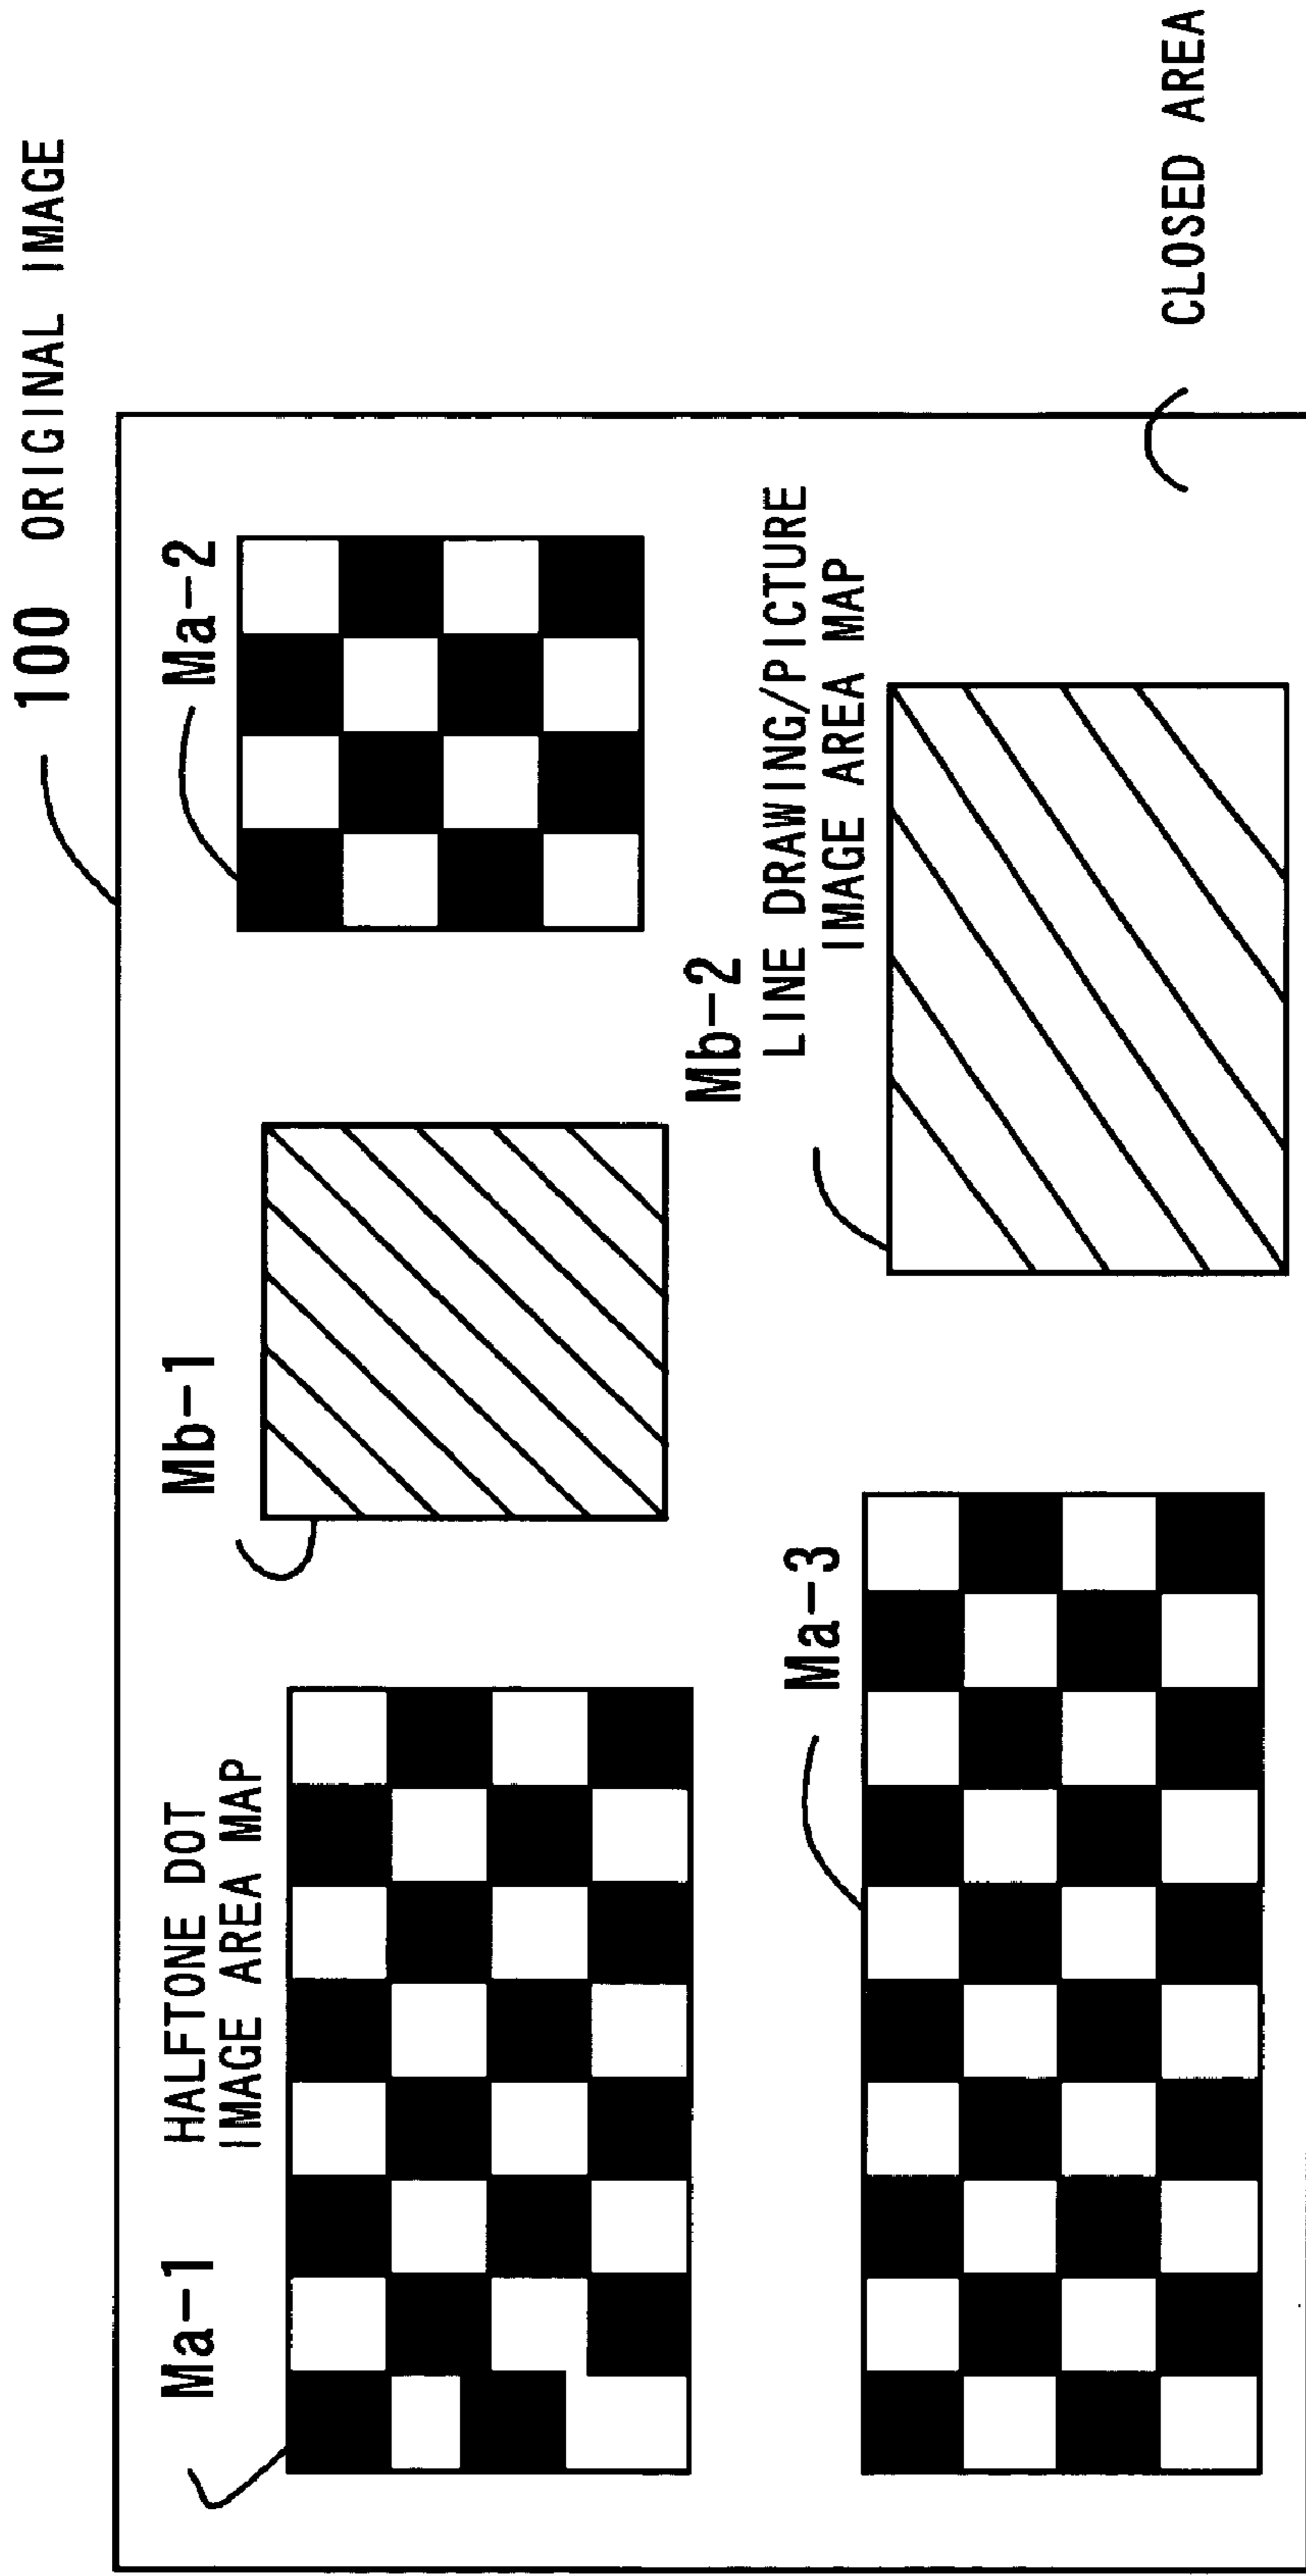 100 ORIGINAL IMAGE
Ma-1
HALFTONE DOT
IMAGE AREA MAP
Mb-1
Ma-2
Ma-3
Mb-2
LINE DRAWING/PICTURE
IMAGE AREA MAP
CLOSED AREA